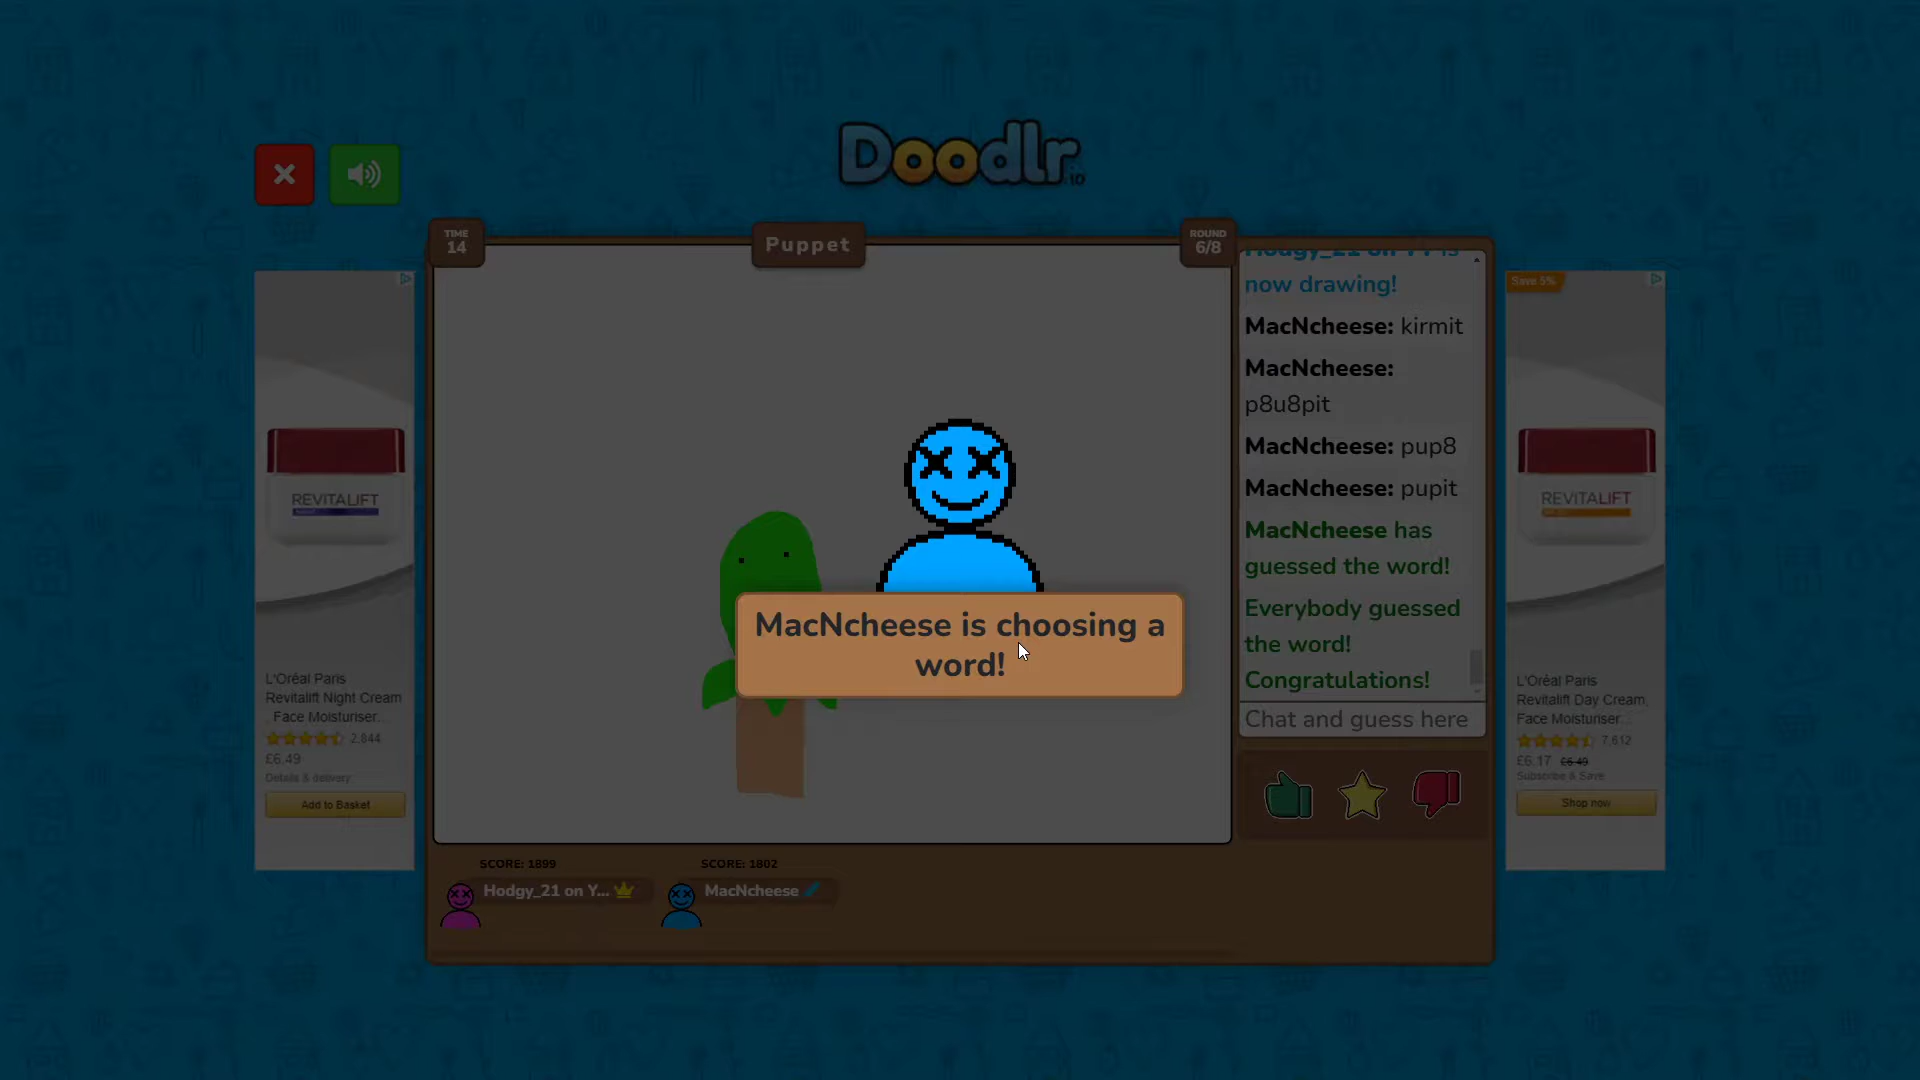 Doodlr
.io
TIME
14
Puppet
ROUND
6/8
now drawing!
MacNcheese: kirmit
MacNcheese:
p8u8pit
MacNcheese: pup8
MacNcheese: pupit
MacNcheese has
guessed the word!
Everybody guessed
the word!
Congratulations!
Chat and guess here
MacNcheese is choosing a
word!
SCORE: 1899
Hodgy_21 on Y...
SCORE: 1802
MacNcheese
REVITALIFT
L'Oréal Paris
Revitalift Night Cream
, Face Moisturiser...
2,844
£6.49
Details & delivery
Add to Basket
Save 5%
REVITALIFT
L'Oréal Paris
Revitalift Day Cream,
Face Moisturiser...
7,612
£6.17 £6.49
Subscribe & Save
Shop now